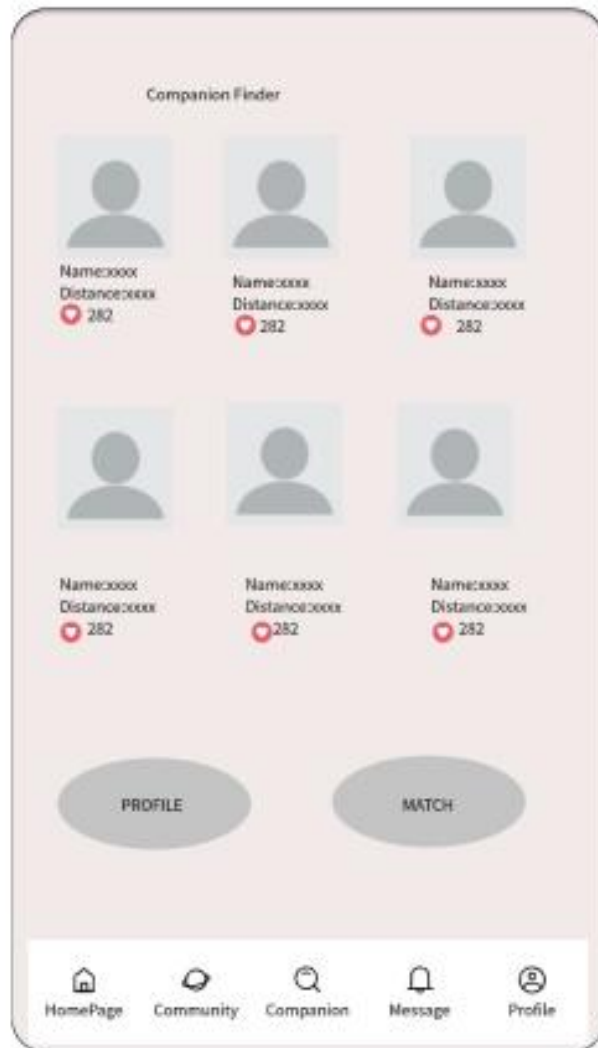 Companion Finder
Name:xxxx
Distance:xxxx
282
Name:xxxx
Distance:xxxx
282
Name:xxxx
Distance:xxxx
282
Name:xxxx
Distance:xxxx
282
Name:xxxx
Distance:xxxx
282
Name:xxxx
Distance:xxxx
282
PROFILE
MATCH
HomePage
Community
Companion
Message
Profile